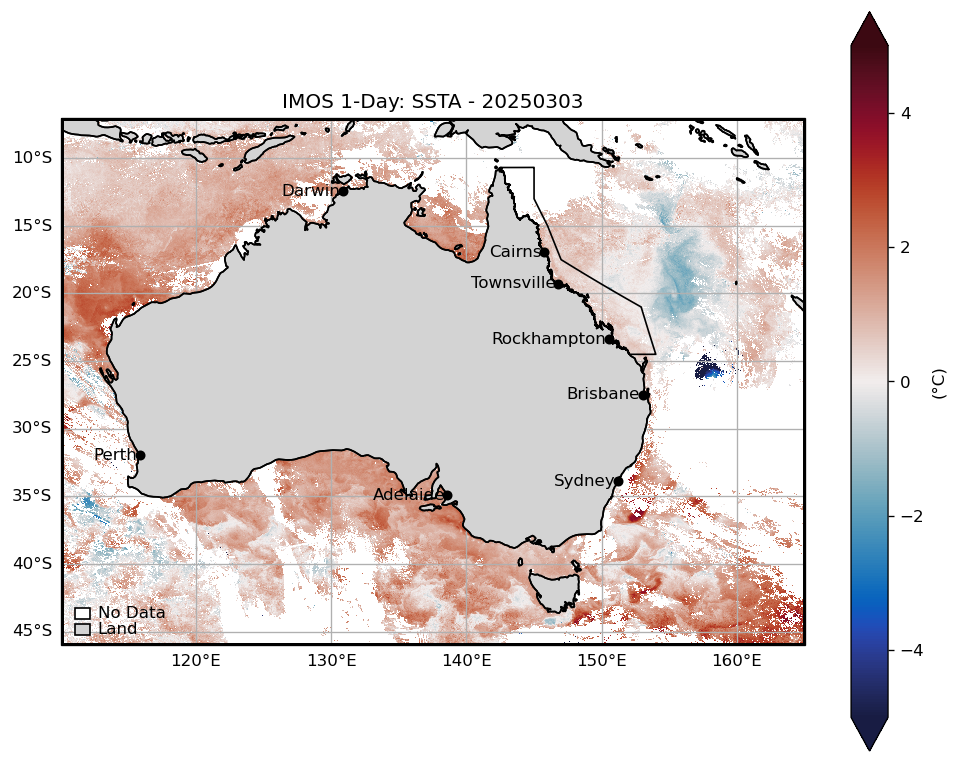 IMOS 1-Day: SSTA - 20250303
10°S
15°S
20°S
25°S
30°S
35°S
40°S
45°S
Darwin
Cairns
Townsville
Rockhampton
Brisbane
Perth
Sydney
Adelaide
No Data
Land
120°E
130°E
140°E
150°E
160°E
4
2
0
−2
−4
(°C)